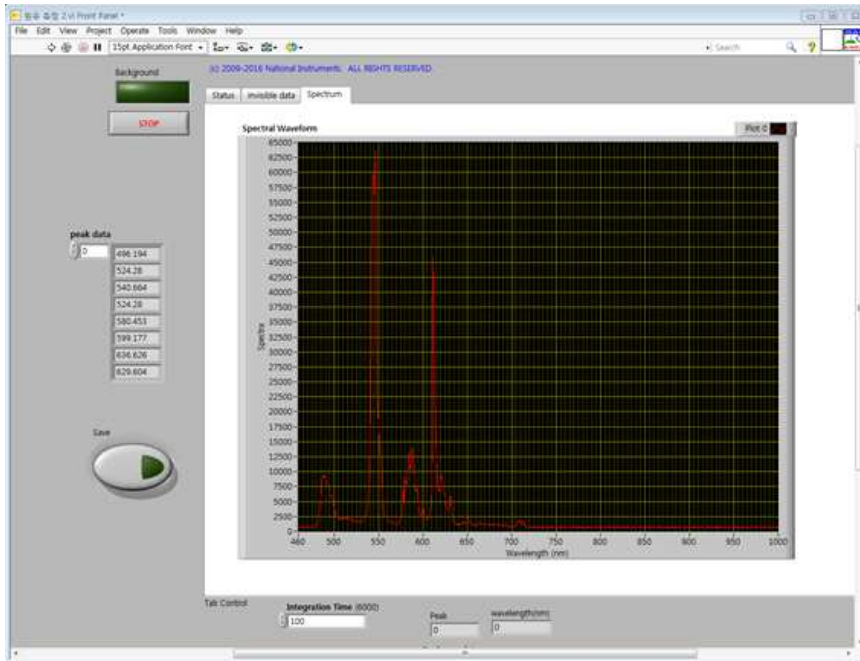 2.vi Front Panel *
File Edit View Project Operate Tools Window Help
15pt Application Font
Search
Background
(c) 2009-2016 National Instruments. ALL RIGHTS RESERVED.
STOP
Status invisible data Spectrum
Spectral Waveform
Plot 0
65000
62500
60000
57500
55000
52500
50000
47500
45000
42500
40000
37500
35000
32500
30000
27500
25000
22500
20000
17500
15000
12500
10000
7500
5000
2500
0
Spectra
460 500 550 600 650 700 750 800 850 900 950 1000
Wavelength (nm)
peak data
0
496.194
524.28
540.664
524.28
580.453
599.177
636.626
629.604
Save
Tab Control
Integration Time (6000)
100
Peak
0
wavelength(nm)
0